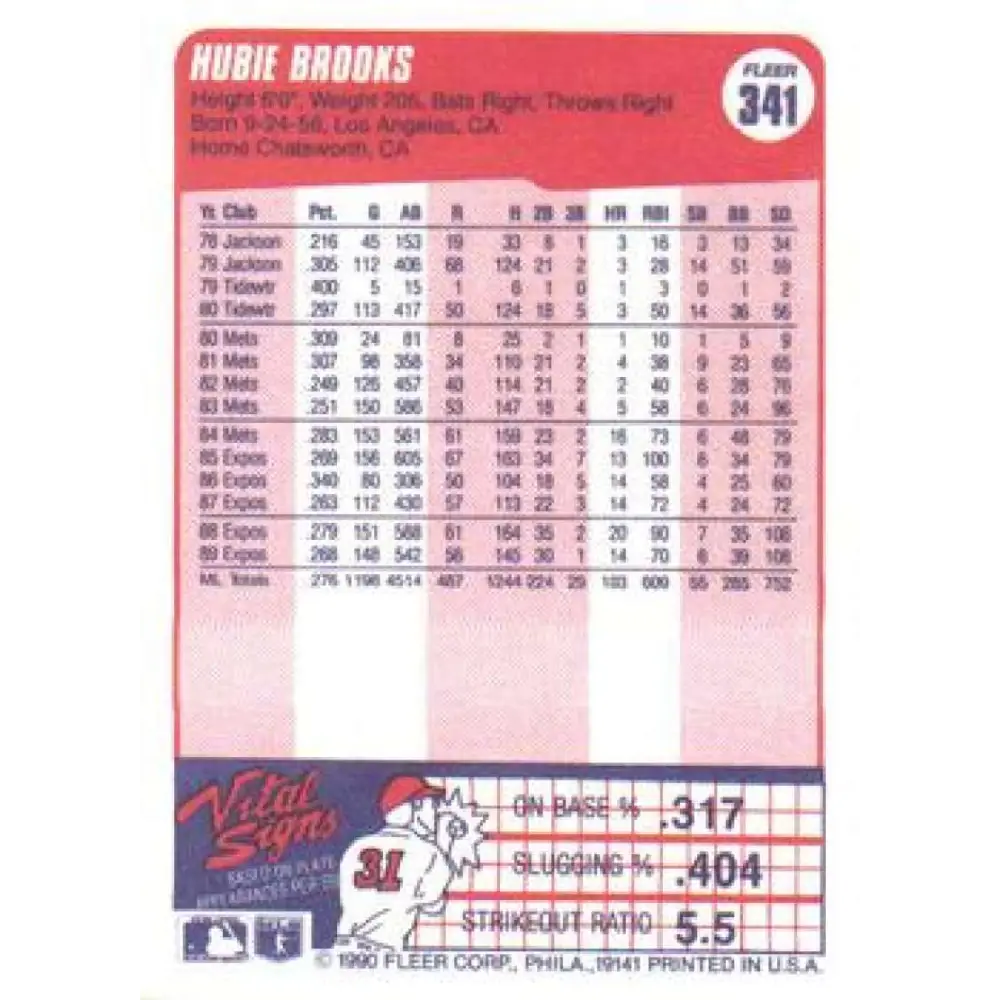 HUBIE BROOKS
FLEER
341
Height 6'0", Weight 205, Bats Right, Throws Right
Born 9-24-56, Los Angeles, CA
Home Chatsworth, CA
Yr. Club Pct. G AB R H 2B 3B HR RBI SB BB SO
78 Jackson .216 45 153 19 33 8 1 3 16 3 13 34
79 Jackson .305 112 406 68 124 21 2 3 28 14 51 59
79 Tidewtr .400 5 15 1 6 1 0 1 3 0 1 2
80 Tidewtr .297 113 417 50 124 18 5 3 50 14 36 56
80 Mets .309 24 81 8 25 2 1 1 10 1 5 9
81 Mets .307 98 358 34 110 21 2 4 38 9 23 65
82 Mets .249 126 457 40 114 21 2 2 40 6 28 76
83 Mets .251 150 586 53 147 18 4 5 58 6 24 96
84 Mets .283 153 561 61 159 23 2 16 73 6 48 79
85 Expos .269 156 605 67 163 34 7 13 100 6 34 79
86 Expos .340 80 306 50 104 18 5 14 58 4 25 60
87 Expos .263 112 430 57 113 22 3 14 72 4 24 72
88 Expos .279 151 588 61 164 35 2 20 90 7 35 108
89 Expos .268 148 542 56 145 30 1 14 70 6 39 108
ML Totals .276 1198 4514 487 1244 224 29 103 609 55 285 752
Vital Signs
BASED ON PLATE
APPEARANCES PER
31
ON BASE % .317
SLUGGING % .404
STRIKEOUT RATIO 5.5
© 1990 FLEER CORP., PHILA., 19141 PRINTED IN U.S.A.